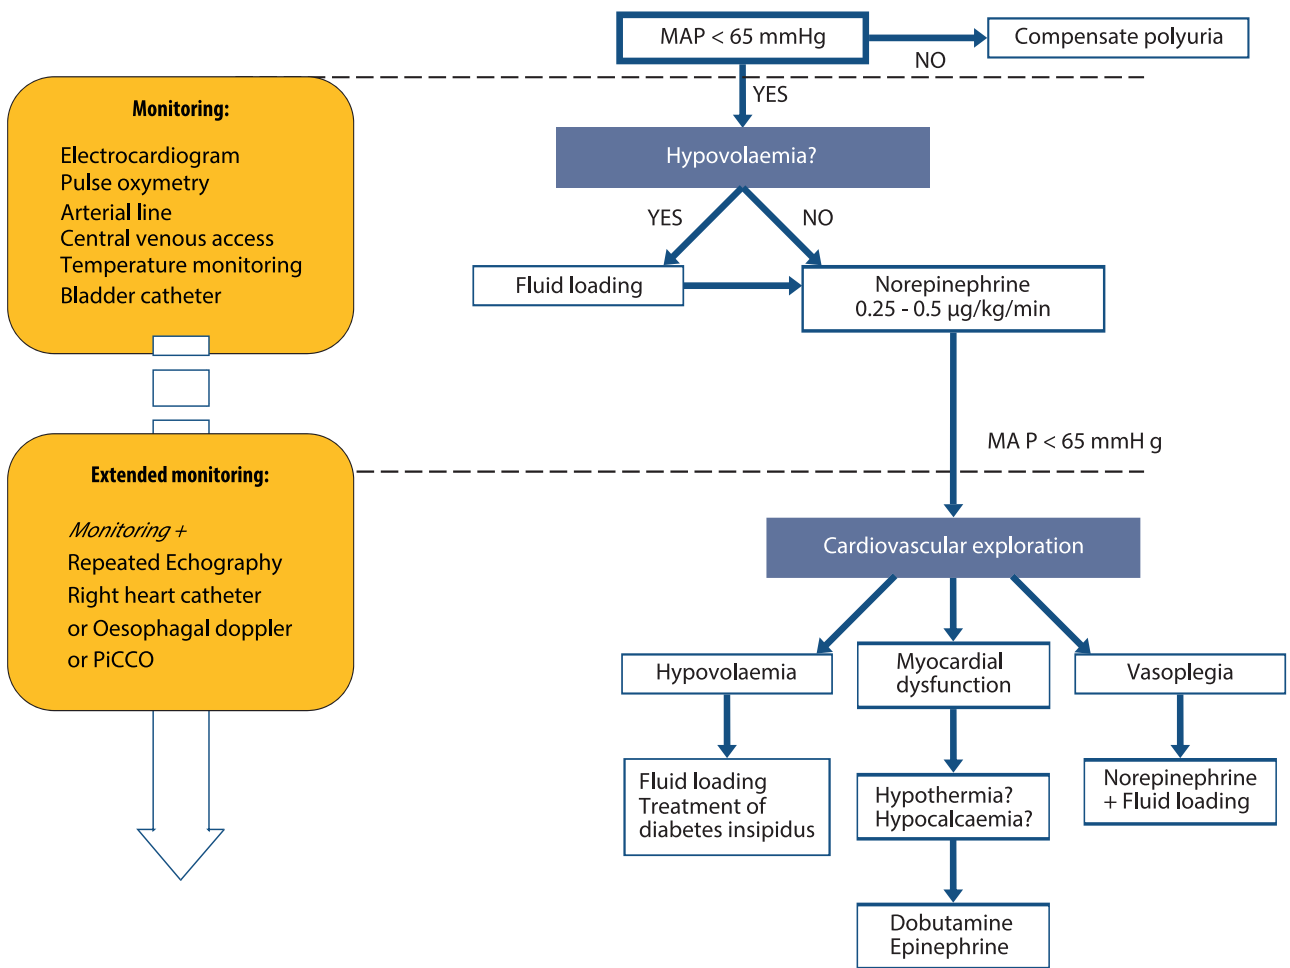 MAP < 65 mmHg
Compensate polyuria
NO
YES
Monitoring:
Electrocardiogram
Pulse oxymetry
Arterial line
Central venous access
Temperature monitoring
Bladder catheter
Hypovolaemia?
YES
NO
Fluid loading
Norepinephrine
0.25 - 0.5 µg/kg/min
MA P < 65 mmH g
Extended monitoring:
Monitoring +
Repeated Echography
Right heart catheter
or Oesophagal doppler
or PiCCO
Cardiovascular exploration
Hypovolaemia
Myocardial
dysfunction
Vasoplegia
Fluid loading
Treatment of
diabetes insipidus
Hypothermia?
Hypocalcaemia?
Norepinephrine
+ Fluid loading
Dobutamine
Epinephrine